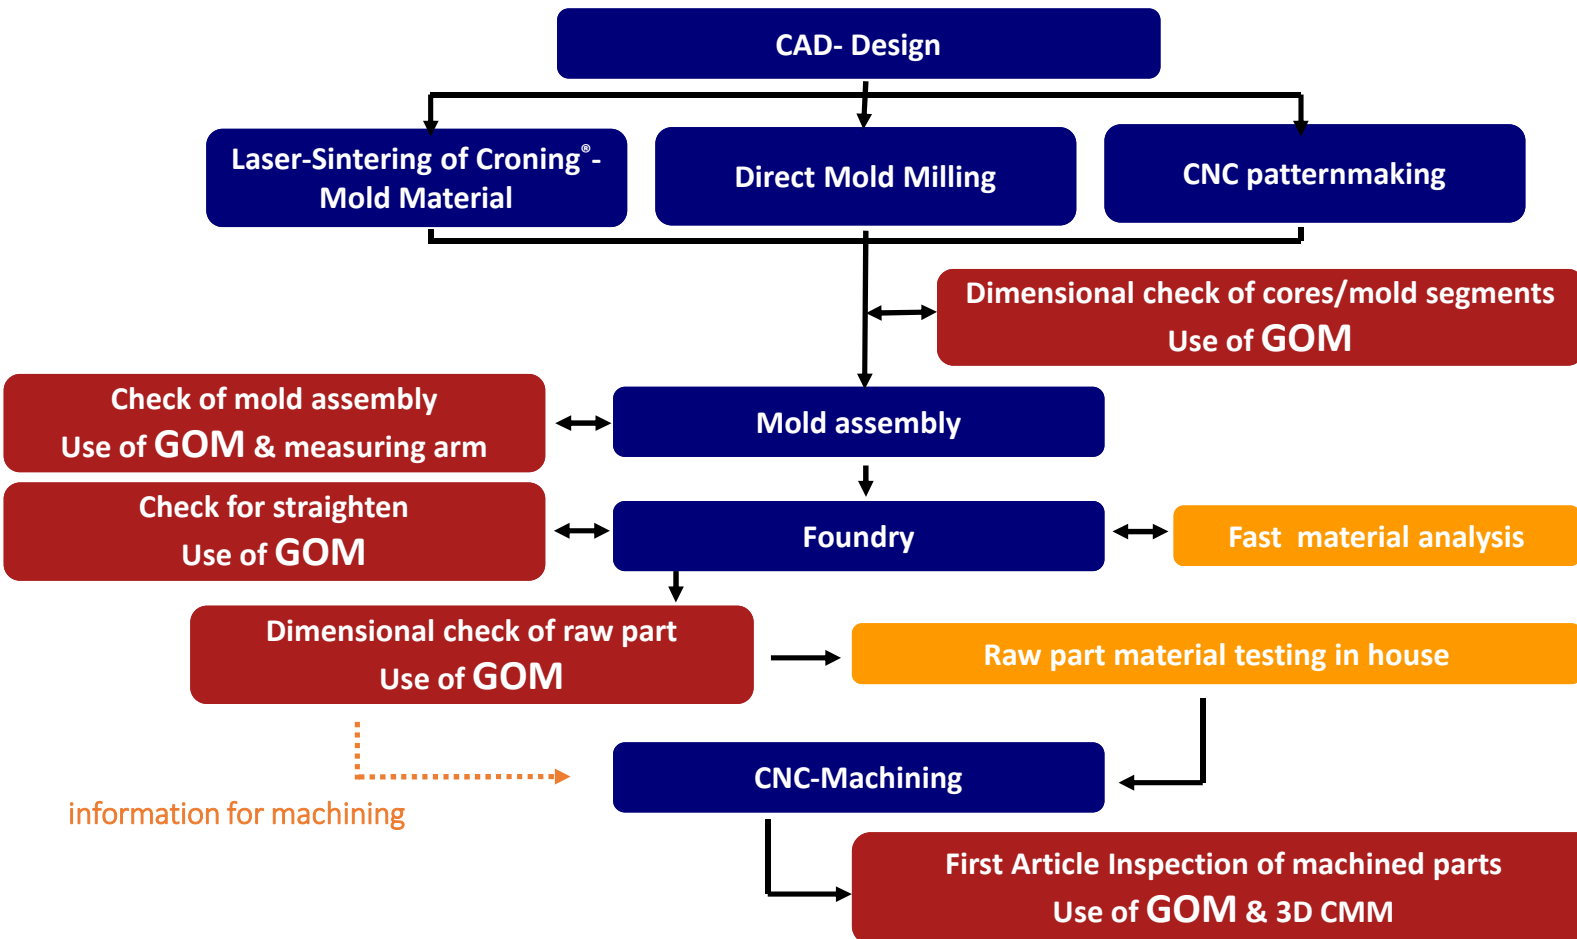 CAD- Design
Laser-Sintering of Croning®-
Mold Material
Direct Mold Milling
CNC patternmaking
Dimensional check of cores/mold segments
Use of GOM
Check of mold assembly
Use of GOM & measuring arm
Mold assembly
Check for straighten
Use of GOM
Foundry
Fast  material analysis
Dimensional check of raw part
Use of GOM
Raw part material testing in house
CNC-Machining
information for machining
First Article Inspection of machined parts
Use of GOM & 3D CMM